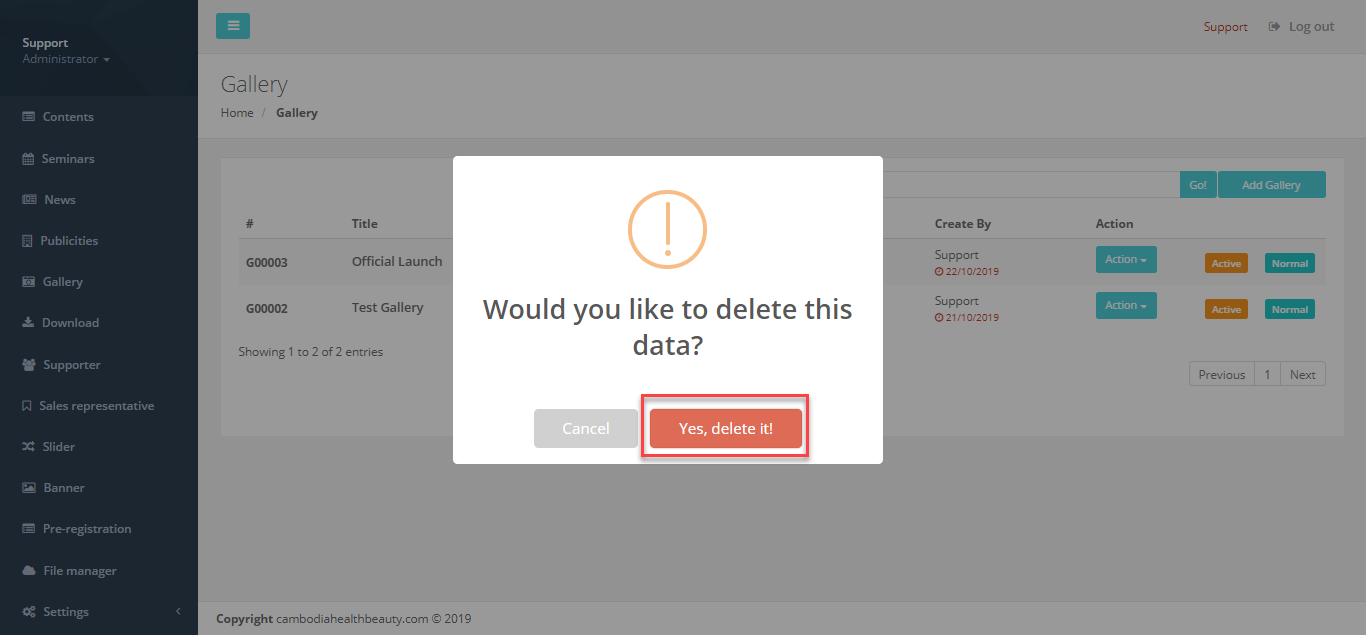 Support
Administrator
Contents
Seminars
News
Publicities
Gallery
Download
Supporter
Sales representative
Slider
Banner
Pre-registration
File manager
Settings
Support Log out
Gallery
Home / Gallery
Go! Add Gallery
# Title Create By Action
G00003 Official Launch Support Action Active Normal
22/10/2019
G00002 Test Gallery Support Action Active Normal
21/10/2019
Showing 1 to 2 of 2 entries
Previous 1 Next
Would you like to delete this
data?
Cancel Yes, delete it!
Copyright cambodiahealthbeauty.com © 2019